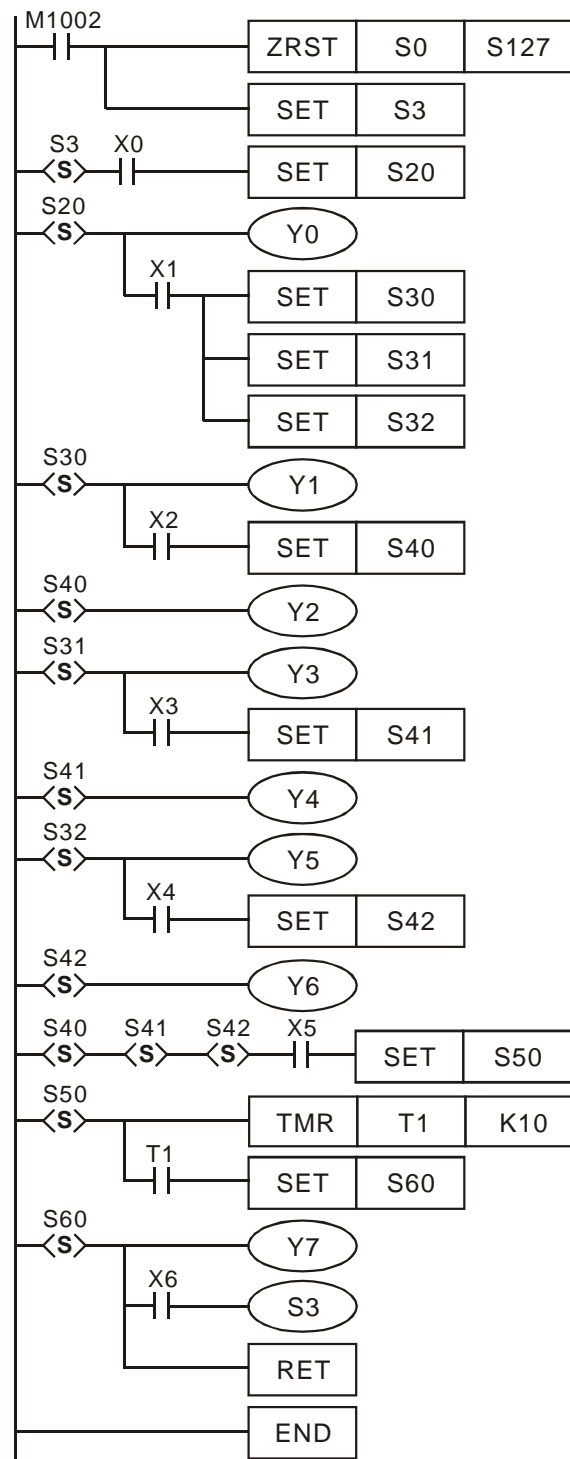 M1002
ZRST S0 S127
SET S3
S3 X0
S SET S20
S20
S Y0
X1
SET S30
SET S31
SET S32
S30
S Y1
X2
SET S40
S40
S Y2
S31
S Y3
X3
SET S41
S41
S Y4
S32
S Y5
X4
SET S42
S42
S Y6
S40 S41 S42 X5
S S S SET S50
S50
S TMR T1 K10
T1
SET S60
S60
S Y7
X6
S3
RET
END